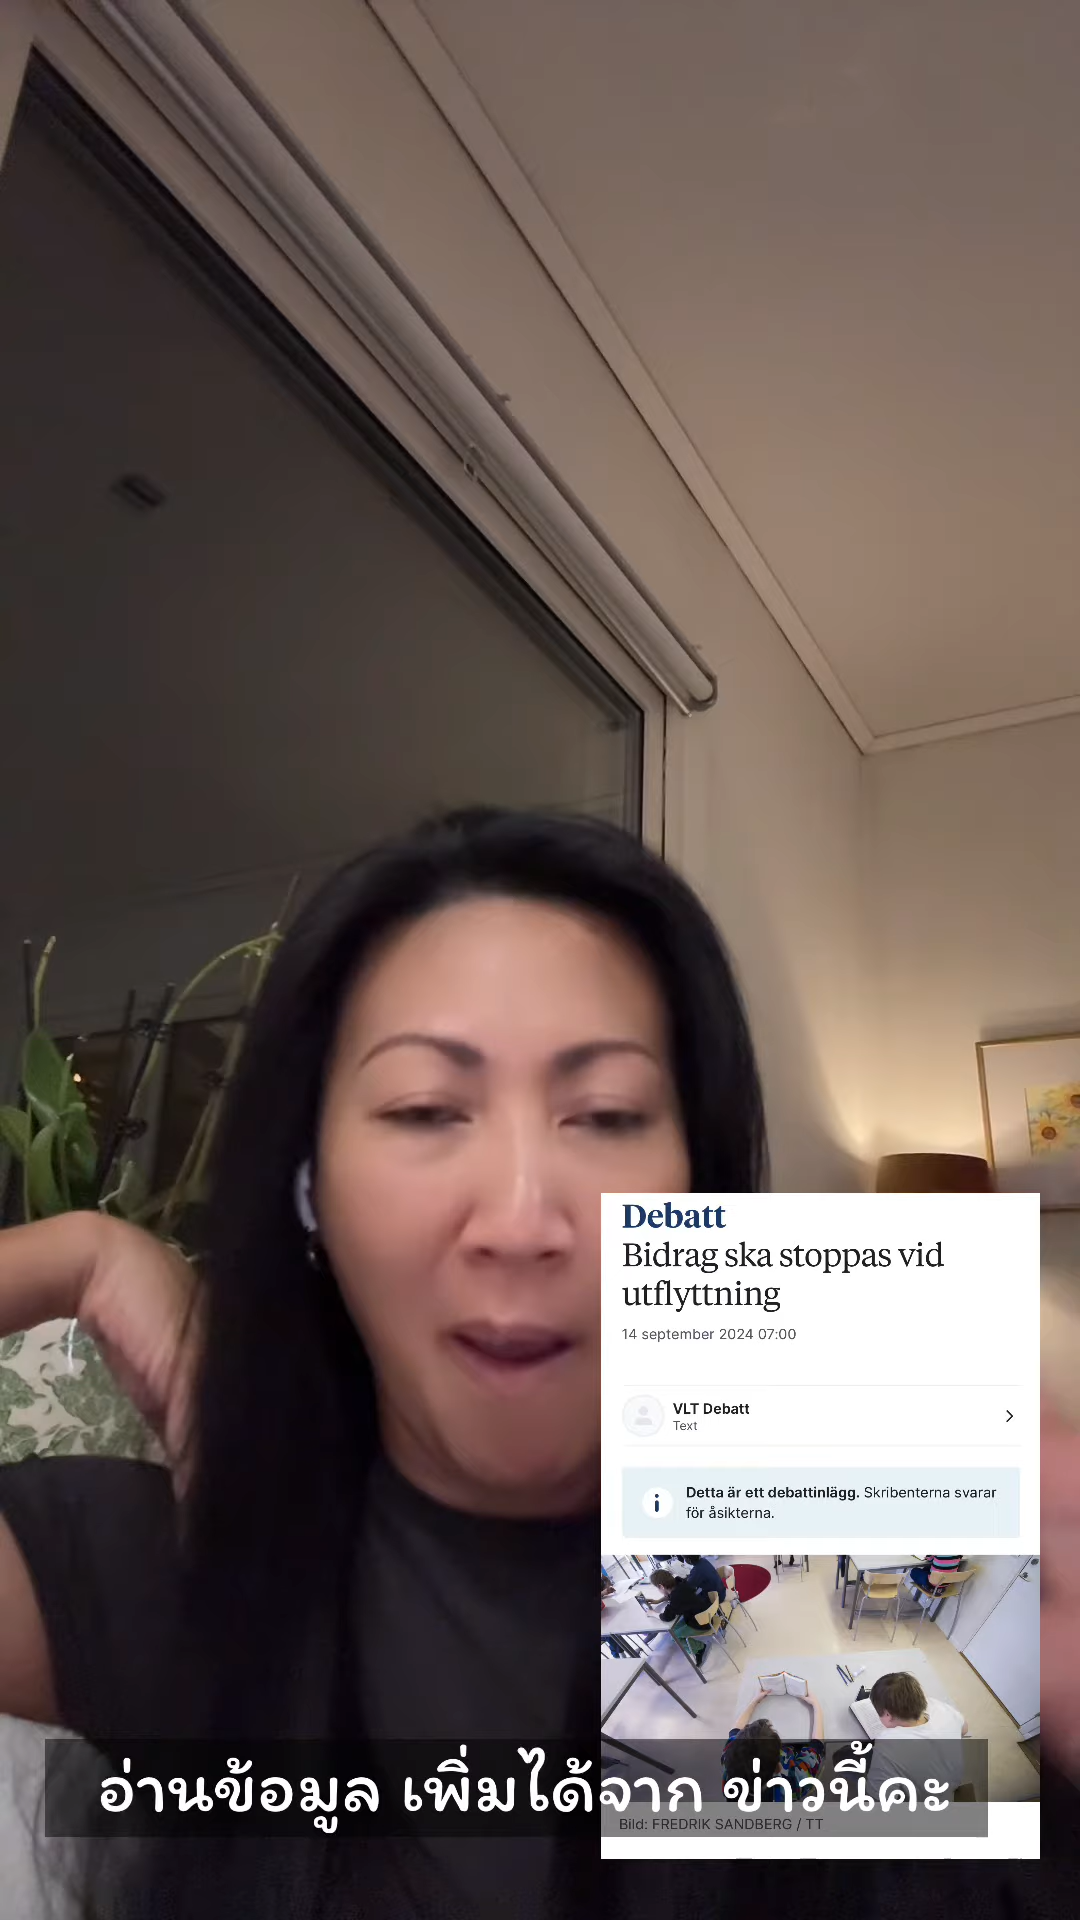 Debatt
Bidrag ska stoppas vid
utflyttning
14 september 2024 07:00
VLT Debatt
Text
Detta är ett debattinlägg. Skribenterna svarar
för åsikterna.
อ่านข้อมูล เพิ่มได้จาก ข่าวนี้คะ
Bild: FREDRIK SANDBERG / TT